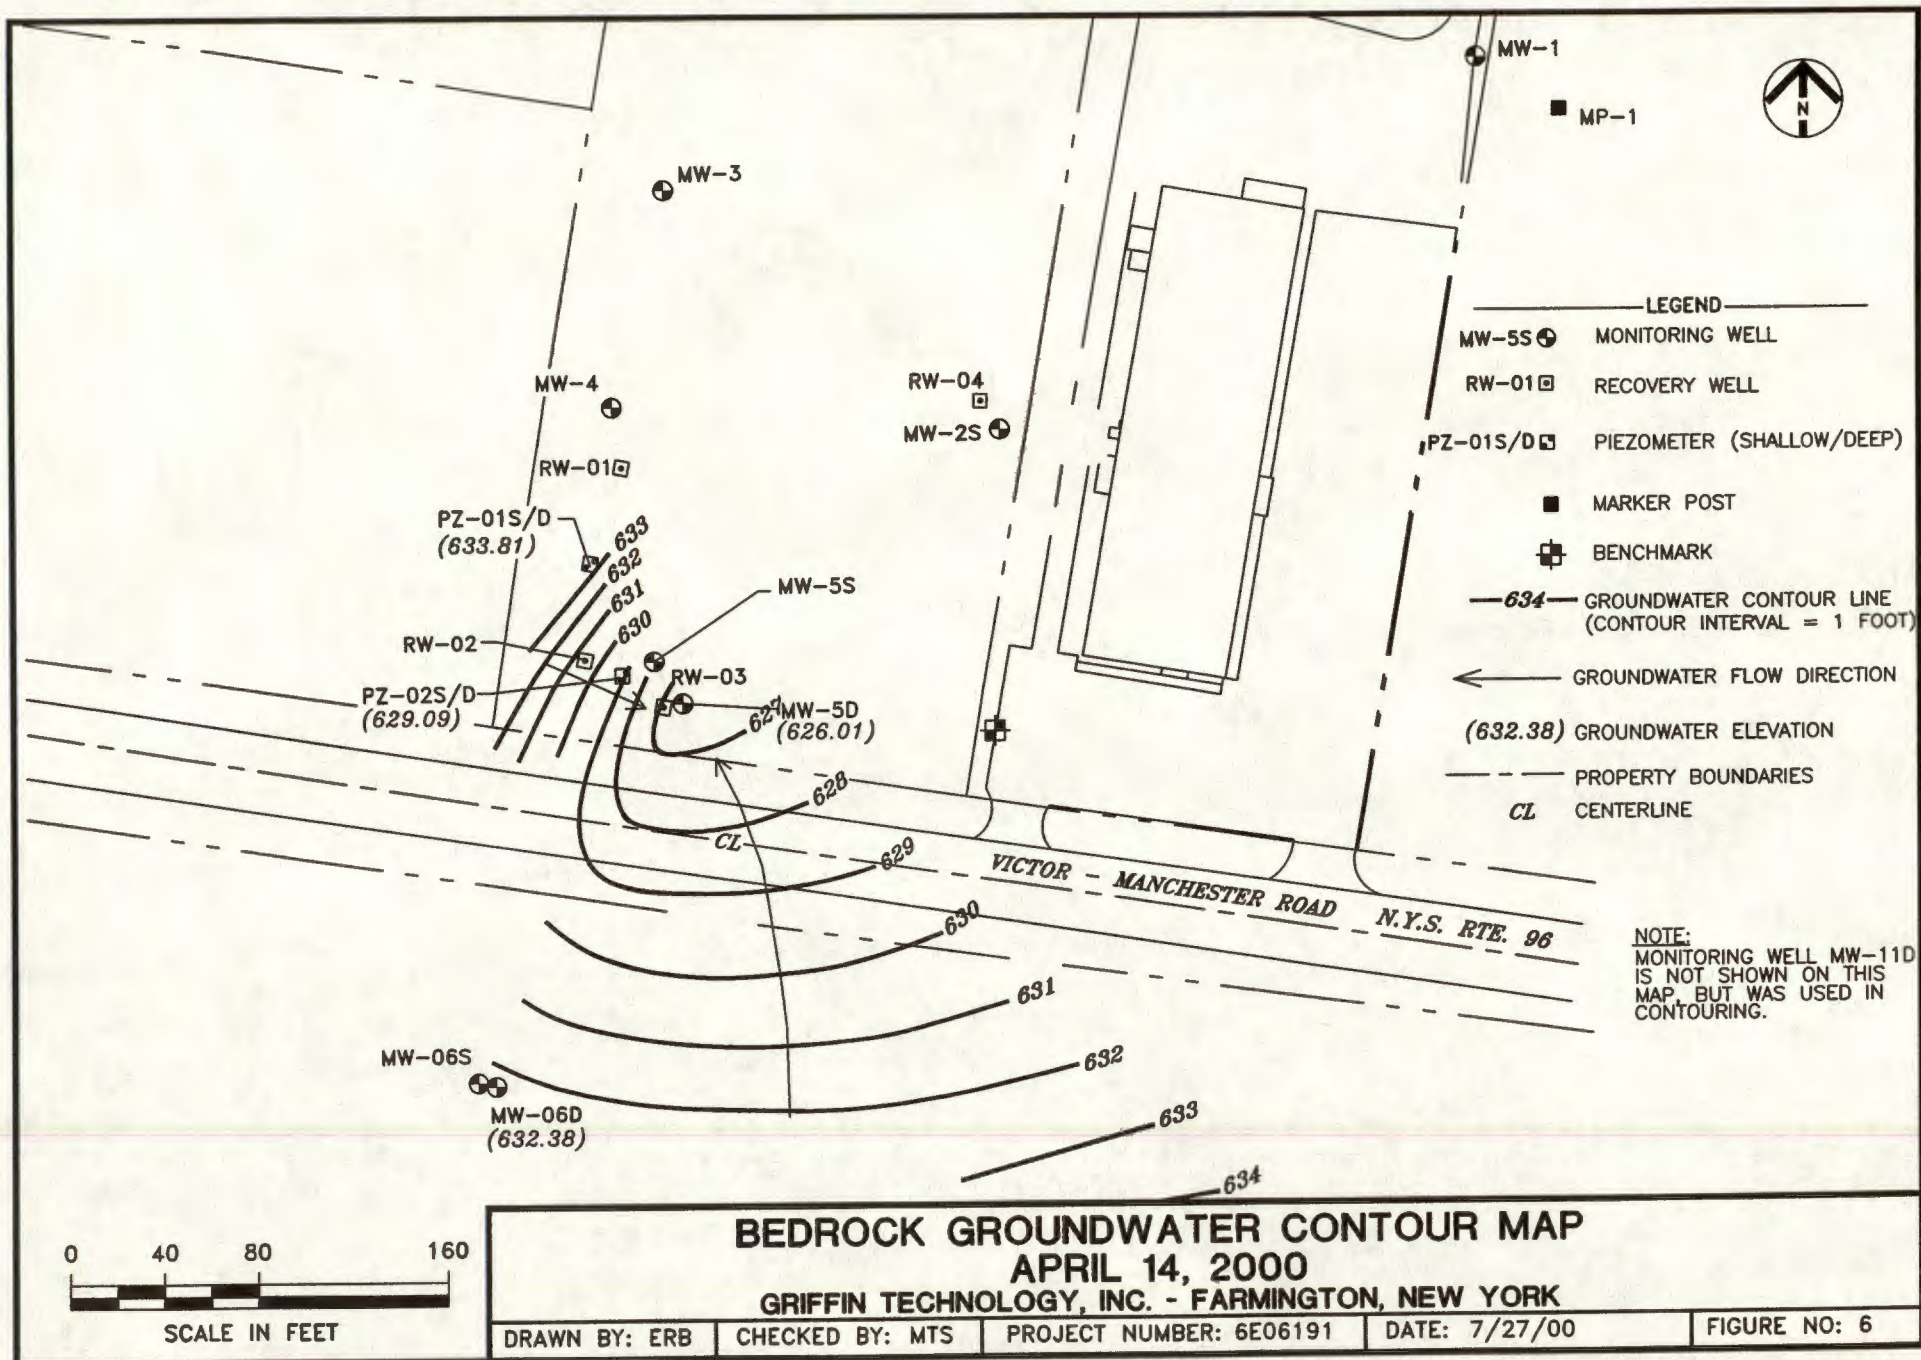 MW-1
MP-1
N
MW-3
MW-4
RW-01
RW-04
MW-2S
PZ-01S/D
(633.81)
633
632
631
630
MW-5S
RW-02
RW-03
PZ-02S/D
(629.09)
627
MW-5D
(626.01)
628
CL
629
630
631
632
633
634
VICTOR - MANCHESTER ROAD N.Y.S. RTE. 96
MW-06S
MW-06D
(632.38)
LEGEND
MW-5S MONITORING WELL
RW-01 RECOVERY WELL
PZ-01S/D PIEZOMETER (SHALLOW/DEEP)
MARKER POST
BENCHMARK
634 GROUNDWATER CONTOUR LINE
(CONTOUR INTERVAL = 1 FOOT)
GROUNDWATER FLOW DIRECTION
(632.38) GROUNDWATER ELEVATION
PROPERTY BOUNDARIES
CL CENTERLINE
NOTE:
MONITORING WELL MW-11D
IS NOT SHOWN ON THIS
MAP, BUT WAS USED IN
CONTOURING.
0 40 80 160
SCALE IN FEET
BEDROCK GROUNDWATER CONTOUR MAP
APRIL 14, 2000
GRIFFIN TECHNOLOGY, INC. - FARMINGTON, NEW YORK
DRAWN BY: ERB CHECKED BY: MTS PROJECT NUMBER: 6E06191 DATE: 7/27/00 FIGURE NO: 6